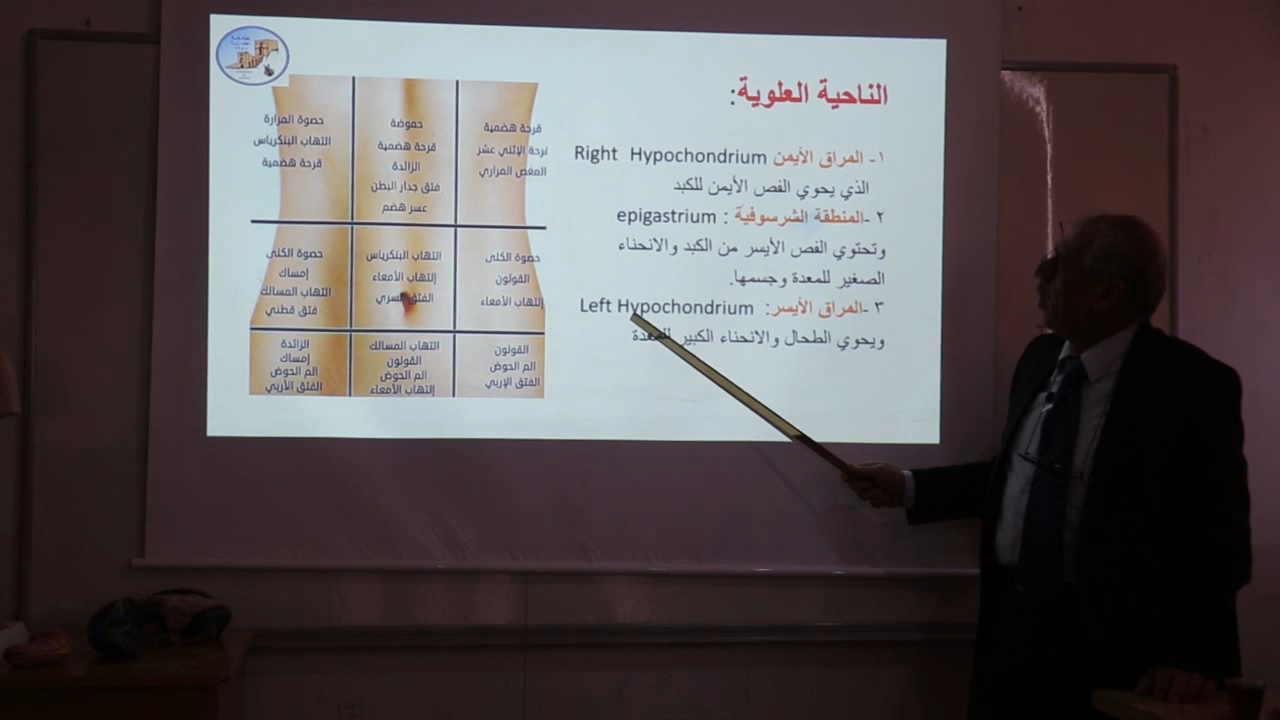 الناحية العلوية:
١- المراق الأيمن Right Hypochondrium
الذي يحوي الفص الأيمن للكبد
٢ -المنطقة الشرسوفية : epigastrium
وتحتوي الفص الأيسر من الكبد والانحناء
الصغير للمعدة وجسمها.
٣ -المراق الأيسر: Left Hypochondrium
ويحوي الطحال والانحناء الكبير للمعدة
حصوة المرارة
التهاب البنكرياس
قرحة هضمية
حموضة
قرحة هضمية
الزائدة
فتق جدار البطن
عسر هضم
قرحة هضمية
قرحة الإثني عشر
المغص المراري
حصوة الكلى
إمساك
التهاب المسالك
فتق قطني
التهاب البنكرياس
إلتهاب الأمعاء
الفتق السري
حصوة الكلى
القولون
إلتهاب الأمعاء
الزائدة
إمساك
الم الحوض
الفتق الأربي
التهاب المسالك
القولون
الم الحوض
إلتهاب الأمعاء
القولون
الم الحوض
الفتق الإربي